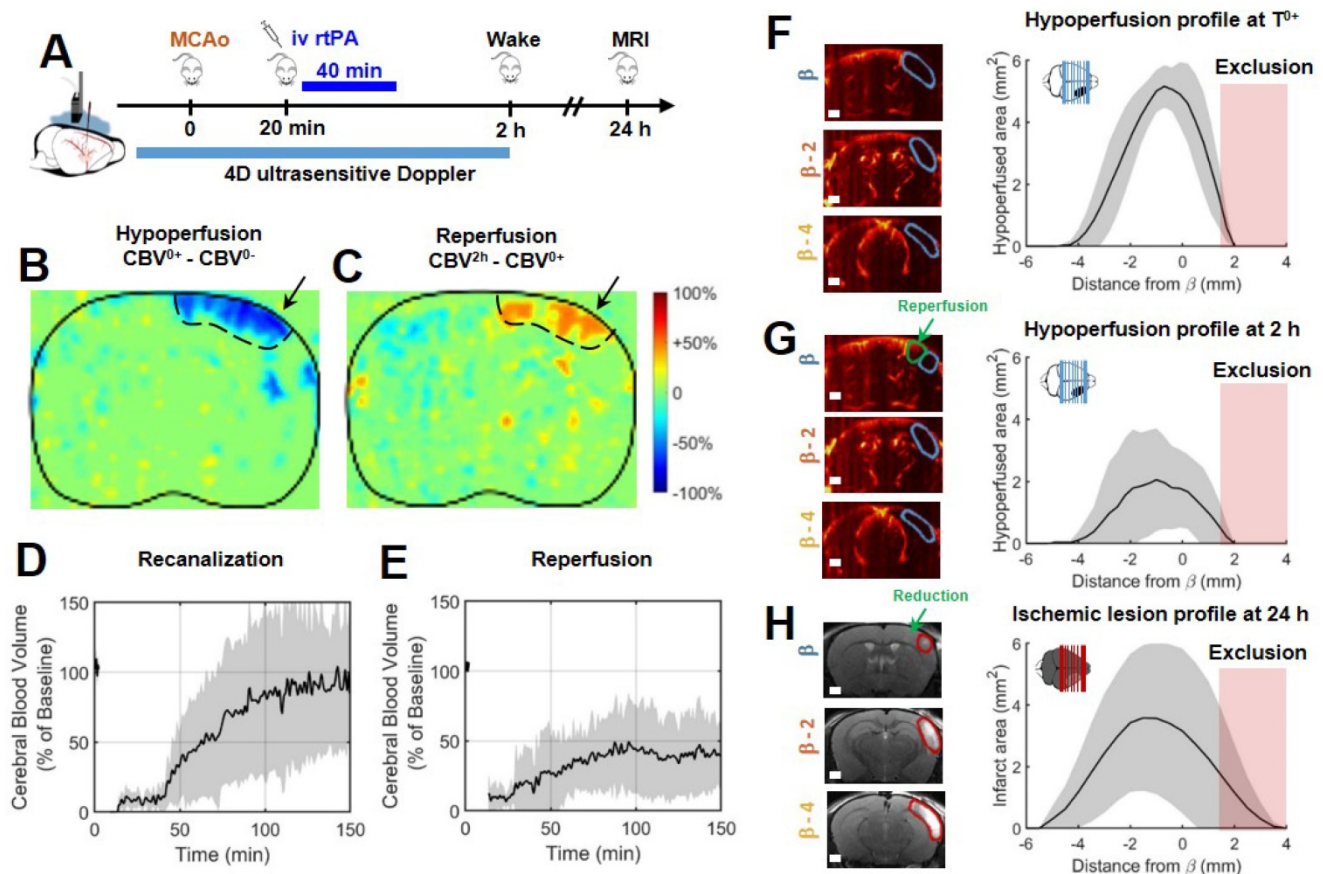 A
MCAo
iv rtPA
40 min
Wake
MRI
0
20 min
2 h
24 h
4D ultrasensitive Doppler
B
Hypoperfusion
CBV0+ - CBV0-
C
Reperfusion
CBV2h - CBV0+
100%
+50%
0
-50%
-100%
D
Recanalization
Cerebral Blood Volume
(% of Baseline)
150
100
50
0
0
50
100
150
Time (min)
E
Reperfusion
Cerebral Blood Volume
(% of Baseline)
150
100
50
0
0
50
100
150
Time (min)
F
β
β-2
β-4
Hypoperfusion profile at T0+
Exclusion
Hypoperfused area (mm2)
6
4
2
0
-6
-4
-2
0
2
4
Distance from β (mm)
G
Reperfusion
β
β-2
β-4
Hypoperfusion profile at 2 h
Exclusion
Hypoperfused area (mm2)
6
4
2
0
-6
-4
-2
0
2
4
Distance from β (mm)
H
Reduction
β
β-2
β-4
Ischemic lesion profile at 24 h
Exclusion
Infarct area (mm2)
6
4
2
0
-6
-4
-2
0
2
4
Distance from β (mm)